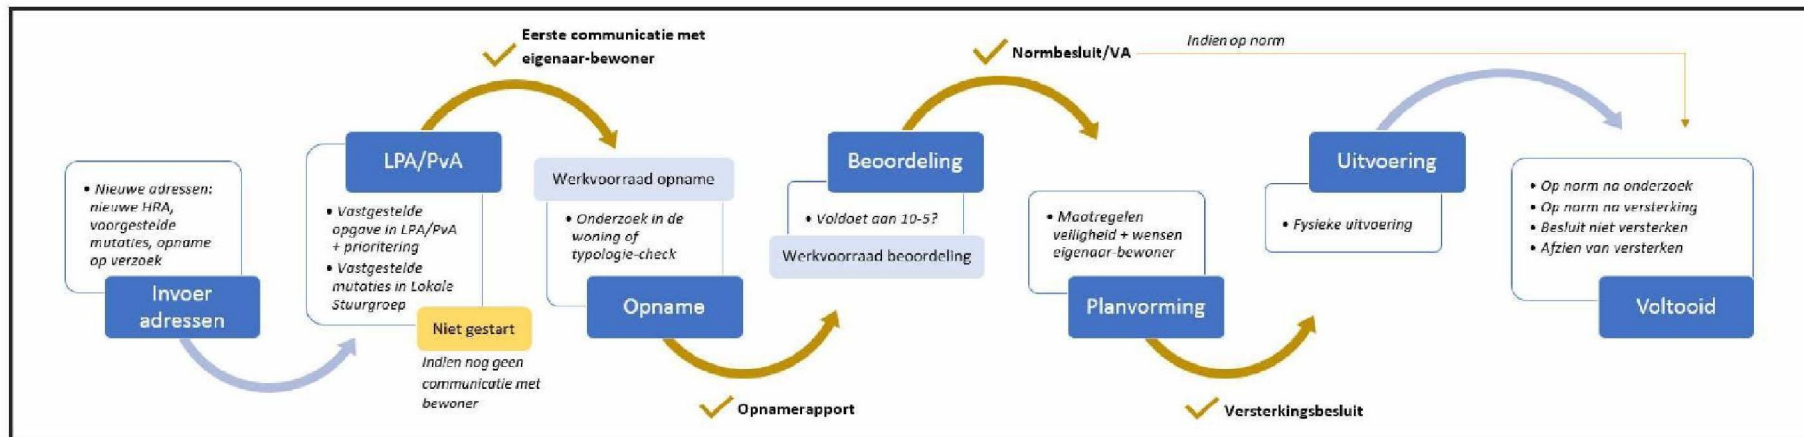 Eerste communicatie met
eigenaar-bewoner
Normbesluit/VA
Indien op norm
LPA/PvA
Beoordeling
Uitvoering
Werkvoorraad opname
• Nieuwe adressen:
nieuwe HRA,
voorgestelde
mutaties, opname
op verzoek
Invoer
adressen
• Vastgestelde
opgave in LPA/PvA
+ prioritering
• Vastgestelde
mutaties in Lokale
Stuurgroep
Niet gestart
Indien nog geen
communicatie met
bewoner
• Onderzoek in de
woning of
typologie-check
Opname
• Voldoet aan 10-5?
Werkvoorraad beoordeling
• Maatregelen
veiligheid + wensen
eigenaar-bewoner
Planvorming
• Fysieke uitvoering
• Op norm na onderzoek
• Op norm na versterking
• Besluit niet versterken
• Afzien van versterken
Voltooid
Opnamerapport
Versterkingsbesluit